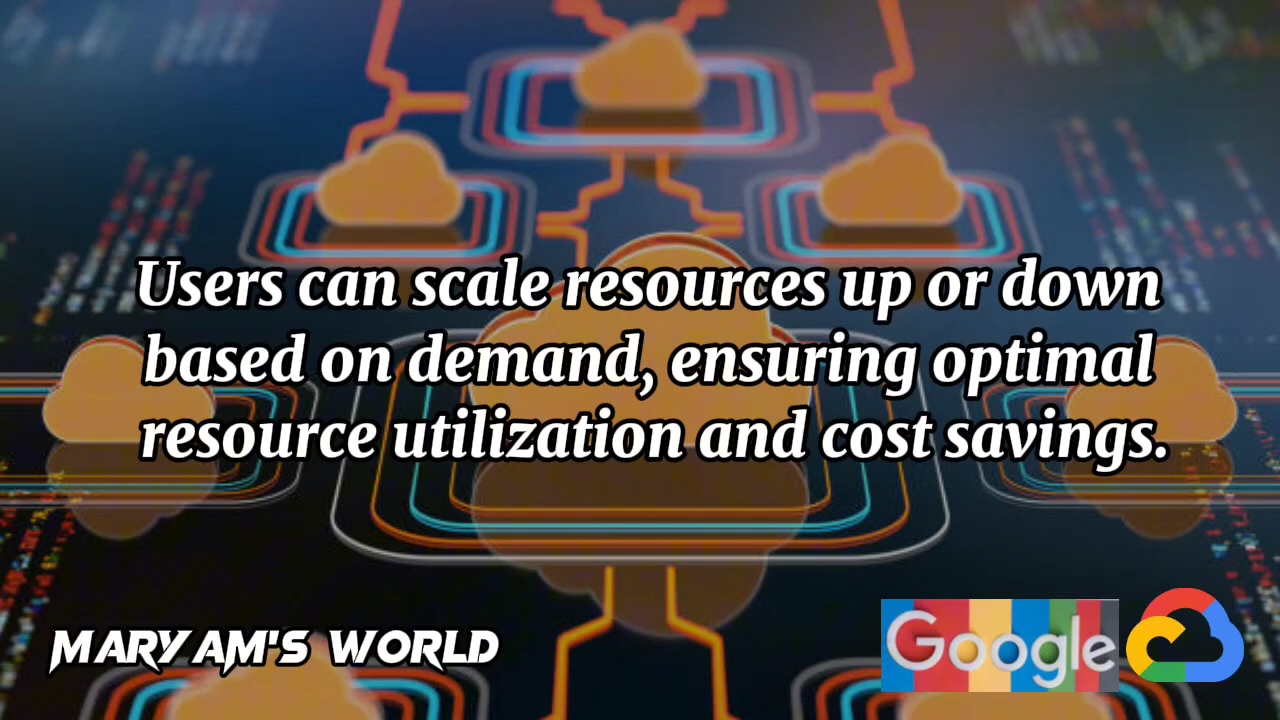 Users can scale resources up or down
based on demand, ensuring optimal
resource utilization and cost savings.
MARYAM'S WORLD
Google